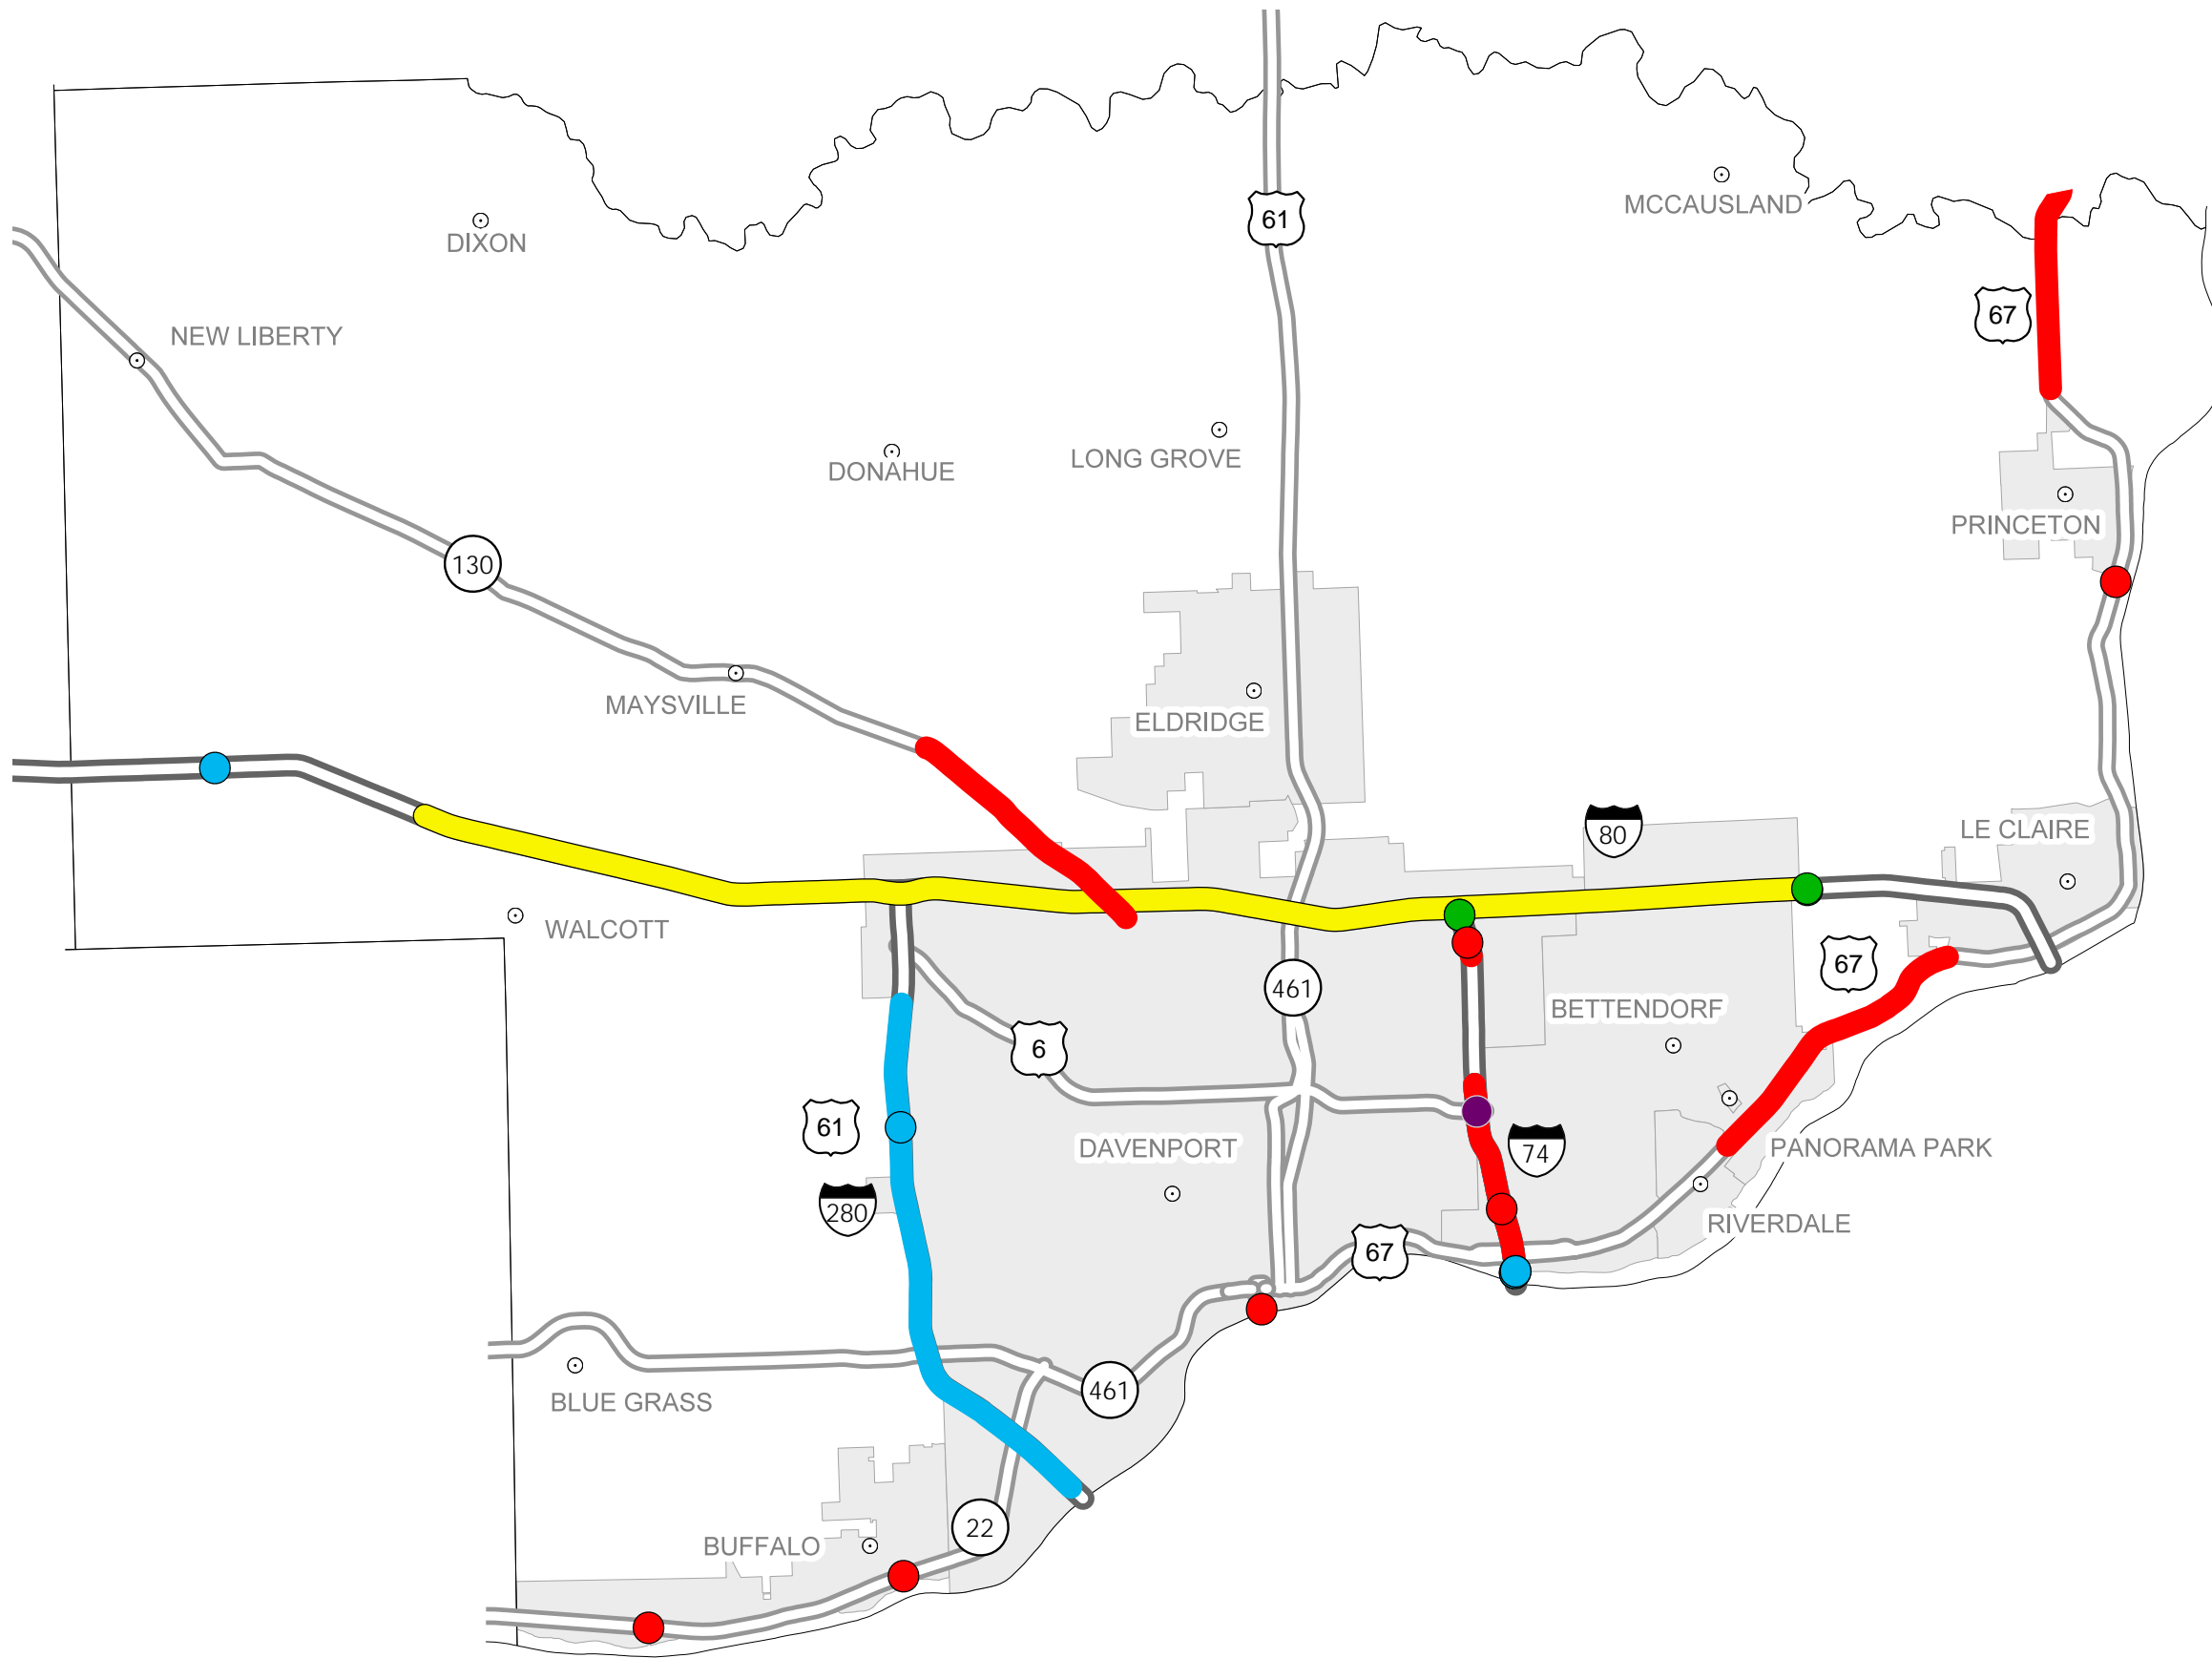 61
MCCAUSLAND
DIXON
67
NEW LIBERTY
LONG GROVE
DONAHUE
PRINCETON
130
MAYSVILLE
ELDRIDGE
80
LE CLAIRE
WALCOTT
67
461
BETTENDORF
6
61
DAVENPORT
74
PANORAMA PARK
280
RIVERDALE
67
461
BLUE GRASS
22
BUFFALO